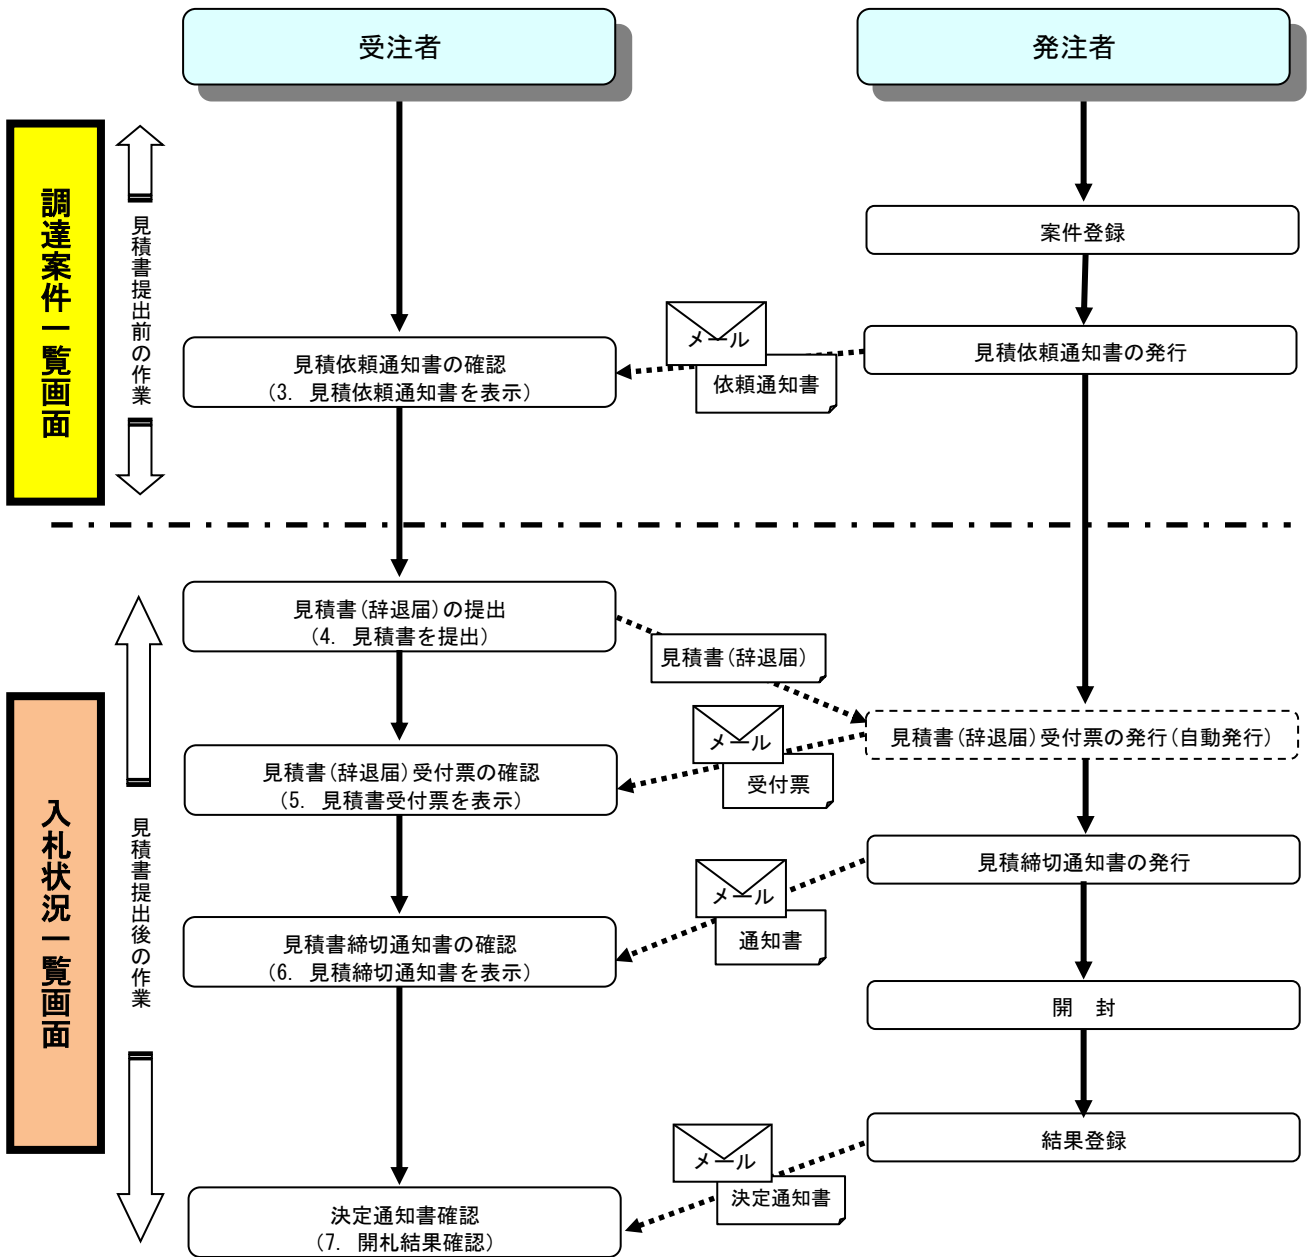 受注者
発注者
調達案件一覧画面
見積書提出前の作業
案件登録
メール
依頼通知書
見積依頼通知書の発行
見積依頼通知書の確認
(3. 見積依頼通知書を表示)
見積書(辞退届)の提出
(4. 見積書を提出)
見積書(辞退届)
見積書(辞退届)受付票の発行(自動発行)
メール
受付票
見積書(辞退届)受付票の確認
(5. 見積書受付票を表示)
入札状況一覧画面
見積書提出後の作業
見積締切通知書の発行
メール
通知書
見積書締切通知書の確認
(6. 見積締切通知書を表示)
開　封
結果登録
メール
決定通知書
決定通知書確認
(7. 開札結果確認)